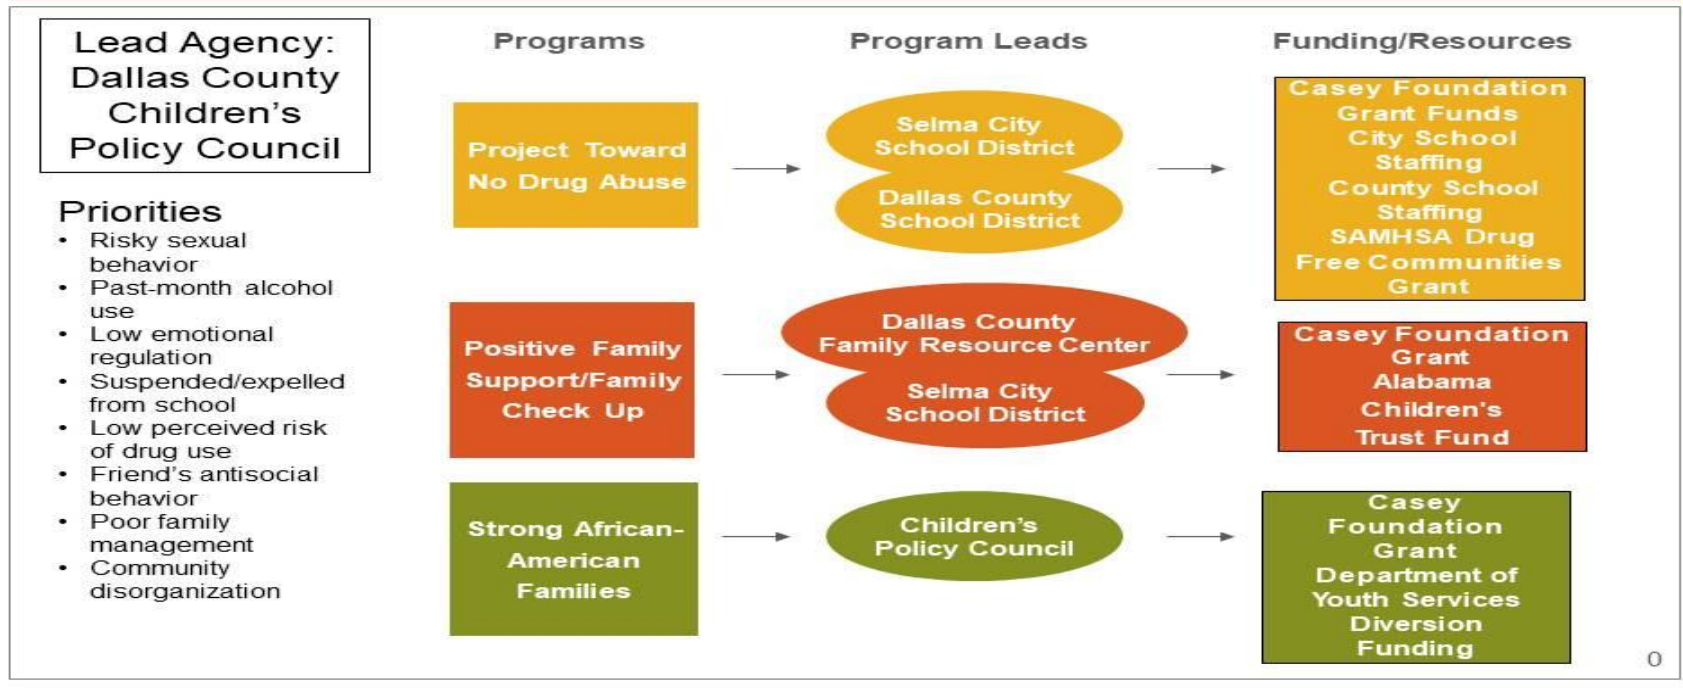 Lead Agency:
Dallas County
Children's
Policy Council
Priorities
• Risky sexual
behavior
• Past-month alcohol
use
• Low emotional
regulation
• Suspended/expelled
from school
• Low perceived risk
of drug use
• Friend's antisocial
behavior
• Poor family
management
• Community
disorganization
Programs
Program Leads
Funding/Resources
Project Toward
No Drug Abuse
Selma City
School District
Dallas County
School District
Casey Foundation
Grant Funds
City School
Staffing
County School
Staffing
SAMHSA Drug
Free Communities
Grant
Positive Family
Support/Family
Check Up
Dallas County
Family Resource Center
Selma City
School District
Casey Foundation
Grant
Alabama
Children's
Trust Fund
Strong African-
American
Families
Children's
Policy Council
Casey
Foundation
Grant
Department of
Youth Services
Diversion
Funding
0